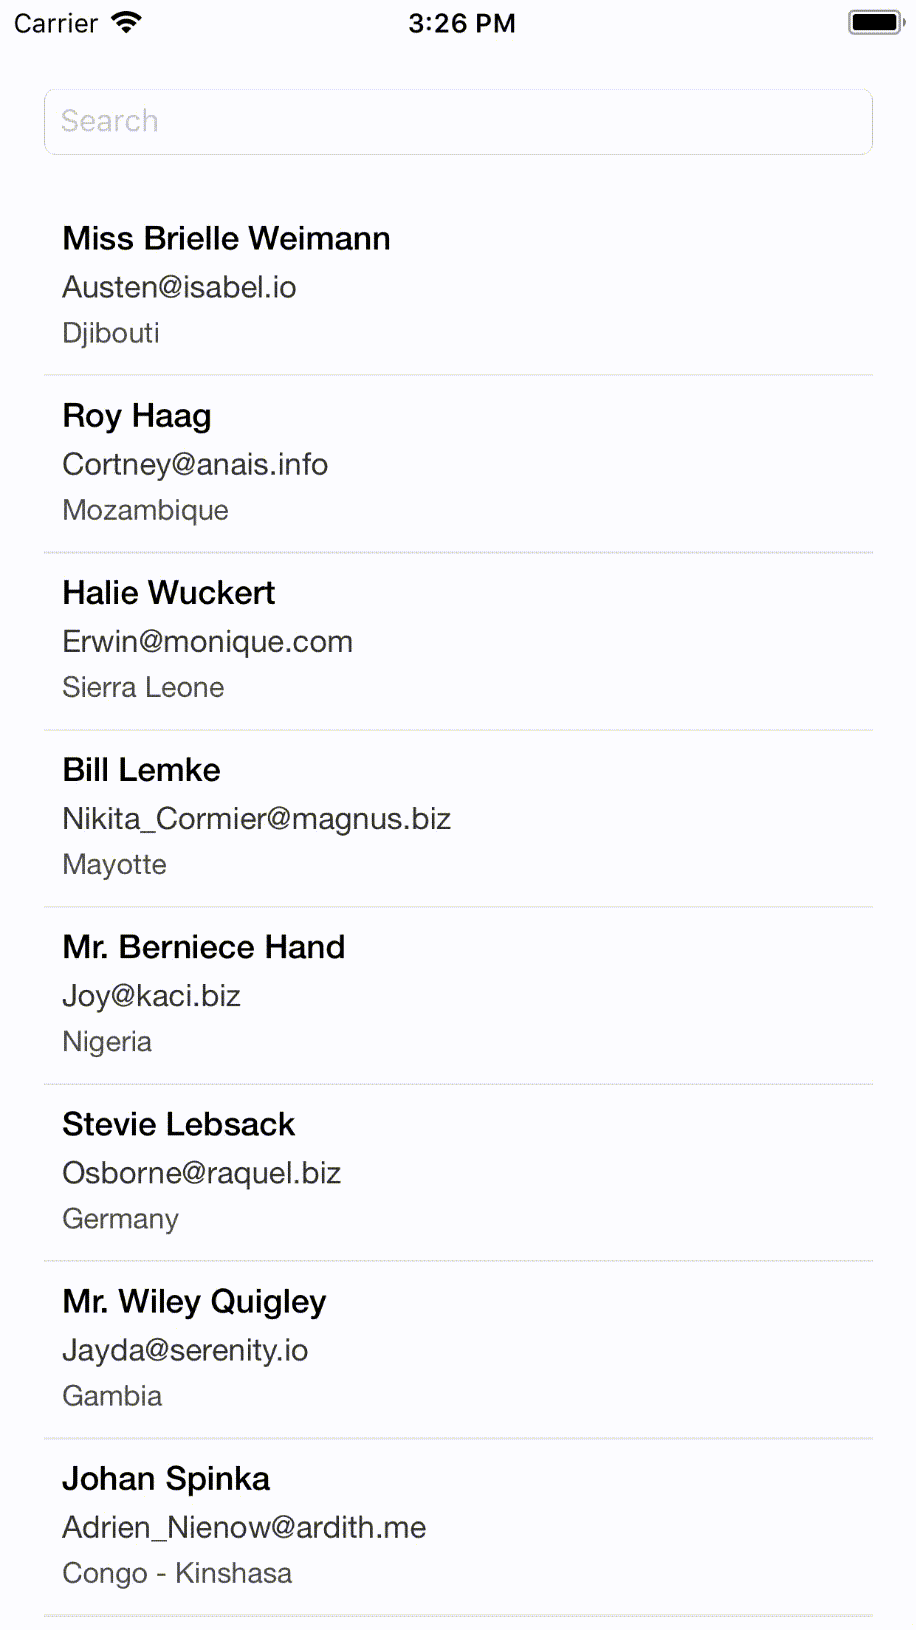 Carrier 3:26 PM
Search
Miss Brielle Weimann
Austen@isabel.io
Djibouti
Roy Haag
Cortney@anais.info
Mozambique
Halie Wuckert
Erwin@monique.com
Sierra Leone
Bill Lemke
Nikita_Cormier@magnus.biz
Mayotte
Mr. Berniece Hand
Joy@kaci.biz
Nigeria
Stevie Lebsack
Osborne@raquel.biz
Germany
Mr. Wiley Quigley
Jayda@serenity.io
Gambia
Johan Spinka
Adrien_Nienow@ardith.me
Congo - Kinshasa